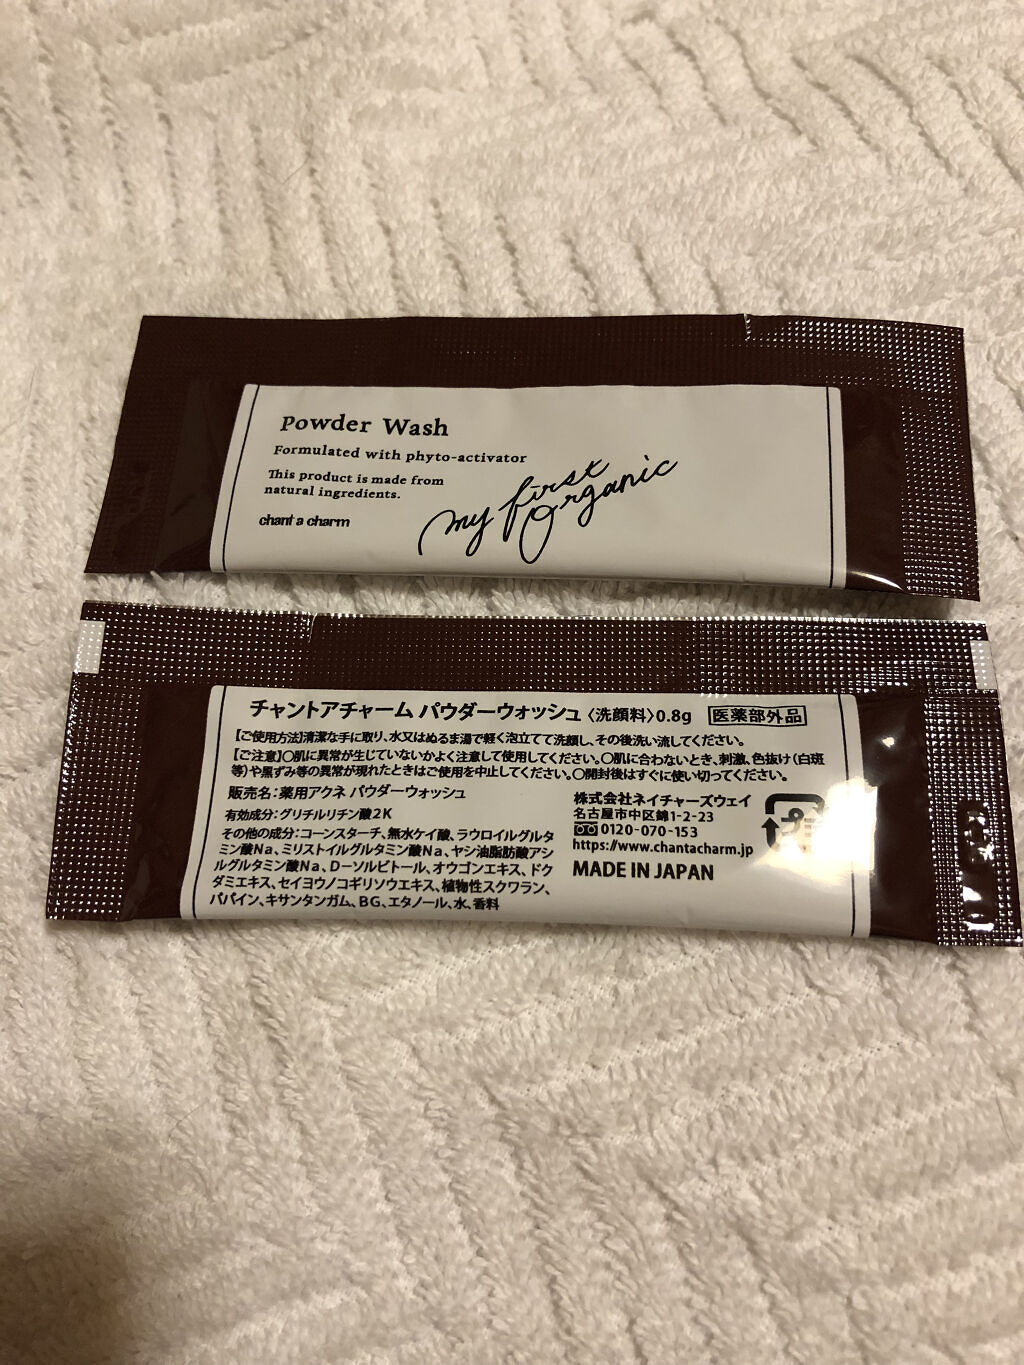 Powder Wash
Formulated with phyto-activator
This product is made from
natural ingredients.
chant a charm
my first
Organic
チャントアチャーム パウダーウォッシュ〈洗顔料〉0.8g 医薬部外品
【ご使用方法】清潔な手に取り、水又はぬるま湯で軽く泡立てて洗顔し、その後洗い流してください。
【ご注意】〇肌に異常が生じていないかよく注意して使用してください。〇肌に合わないとき、刺激、色抜け(白斑
等)や黒ずみ等の異常が現れたときはご使用を中止してください。〇開封後はすぐに使い切ってください。
販売名:薬用アクネ パウダーウォッシュ
有効成分:グリチルリチン酸2K
その他の成分:コーンスターチ、無水ケイ酸、ラウロイルグルタ
ミン酸Na、ミリストイルグルタミン酸Na、ヤシ油脂肪酸アシ
ルグルタミン酸Na、D-ソルビトール、オウゴンエキス、ドク
ダミエキス、セイヨウノコギリソウエキス、植物性スクワラン、
パパイン、キサンタンガム、BG、エタノール、水、香料
株式会社ネイチャーズウェイ
名古屋市中区錦1-2-23
0120-070-153
https://www.chantacharm.jp
MADE IN JAPAN